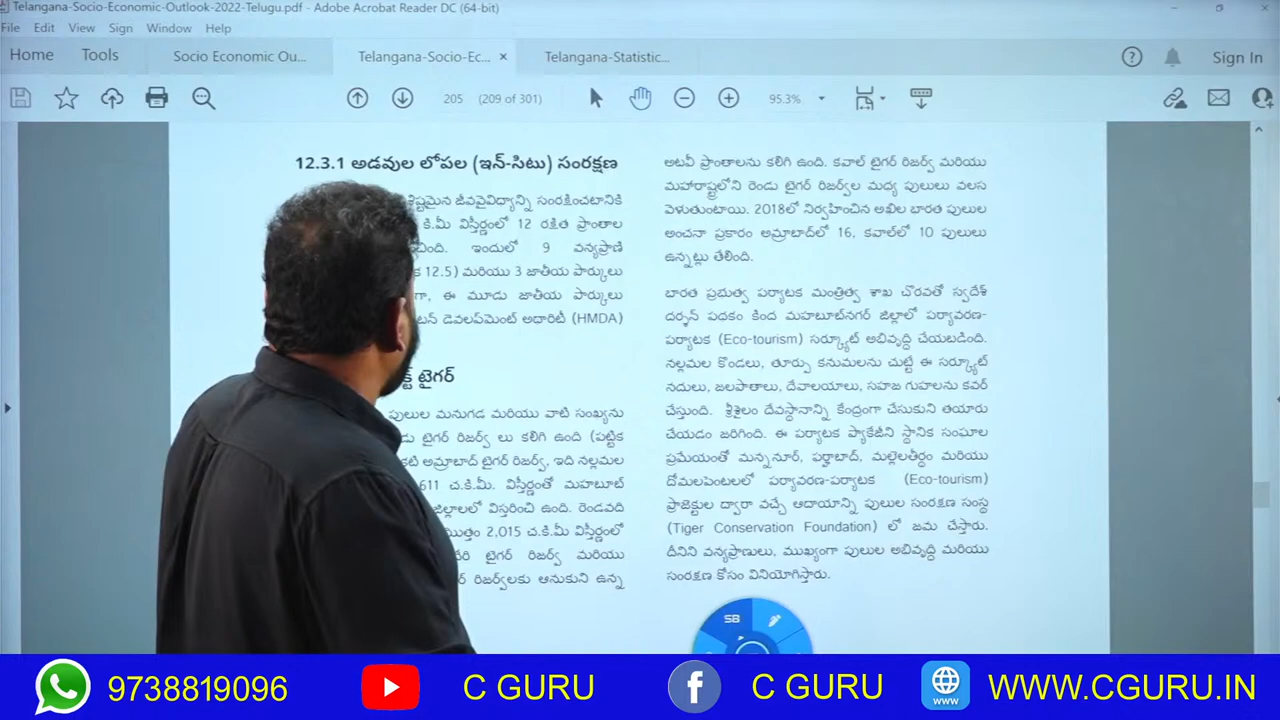 Telangana-Socio-Economic-Outlook-2022-Telugu.pdf - Adobe Acrobat Reader DC (64-bit)
File Edit View Sign Window Help
Home Tools Socio Economic Ou... Telangana-Socio-Ec... × Telangana-Statistic... Sign In
205 (209 of 301) 95.3%
12.3.1 అడవుల లోపల (ఇన్-సిటు) సంరక్షణ
జీవవైవిధ్యాన్ని సంరక్షించటానికి
కి.మీ విస్తీర్ణంలో 12 రక్షిత ప్రాంతాల
ఇందులో 9 వన్యప్రాణి
12.5) మరియు 3 జాతీయ పార్కులు
ఈ మూడు జాతీయ పార్కులు
డెవలప్‌మెంట్ అథారిటీ (HMDA)
టైగర్
పులుల మనుగడ మరియు వాటి సంఖ్యను
టైగర్ రిజర్వ్ లు కలిగి ఉంది (పట్టిక
అమ్రాబాద్ టైగర్ రిజర్వ్, ఇది నల్లమల
611 చ.కి.మీ. విస్తీర్ణంతో మహబూబ్
జిల్లాలలో విస్తరించి ఉంది. రెండవది
2,015 చ.కి.మీ విస్తీర్ణంలో
టైగర్ రిజర్వ్ మరియు
రిజర్వ్‌లకు ఆనుకుని ఉన్న
అటవీ ప్రాంతాలను కలిగి ఉంది. కవాల్ టైగర్ రిజర్వ్ మరియు
మహారాష్ట్రలోని రెండు టైగర్ రిజర్వ్‌ల మధ్య పులులు వలస
వెళుతుంటాయి. 2018లో నిర్వహించిన అఖిల భారత పులుల
అంచనా ప్రకారం అమ్రాబాద్‌లో 16, కవాల్‌లో 10 పులులు
ఉన్నట్లు తేలింది.
భారత ప్రభుత్వ పర్యాటక మంత్రిత్వ శాఖ చొరవతో స్వదేశ్
దర్శన్ పథకం కింద మహబూబ్‌నగర్ జిల్లాలో పర్యావరణ-
పర్యాటక (Eco-tourism) సర్క్యూట్ అభివృద్ధి చేయబడింది.
నల్లమల కొండలు, తూర్పు కనుమలను చుట్టి ఈ సర్క్యూట్
నదులు, జలపాతాలు, దేవాలయాలు, సహజ గుహలను కవర్
చేస్తుంది. శ్రీశైలం దేవస్థానాన్ని కేంద్రంగా చేసుకుని తయారు
చేయడం జరిగింది. ఈ పర్యాటక ప్యాకేజీని స్థానిక సంఘాల
ప్రమేయంతో మన్ననూర్, ఫర్హాబాద్, మల్లెలతీర్థం మరియు
దోమలపెంటలలో పర్యావరణ-పర్యాటక (Eco-tourism)
ప్రాజెక్టుల ద్వారా వచ్చే ఆదాయాన్ని పులుల సంరక్షణ సంస్థ
(Tiger Conservation Foundation) లో జమ చేస్తారు.
దీనిని వన్యప్రాణులు, ముఖ్యంగా పులుల అభివృద్ధి మరియు
సంరక్షణ కోసం వినియోగిస్తారు.
SB
9738819096 C GURU C GURU WWW.CGURU.IN